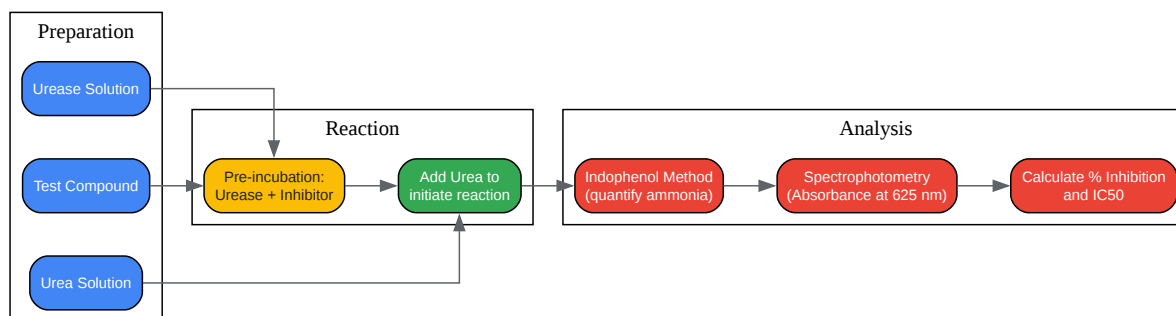 Preparation
Urease Solution
Test Compound
Urea Solution
Reaction
Pre-incubation:
Urease + Inhibitor
Add Urea to
initiate reaction
Analysis
Indophenol Method
(quantify ammonia)
Spectrophotometry
(Absorbance at 625 nm)
Calculate % Inhibition
and IC50